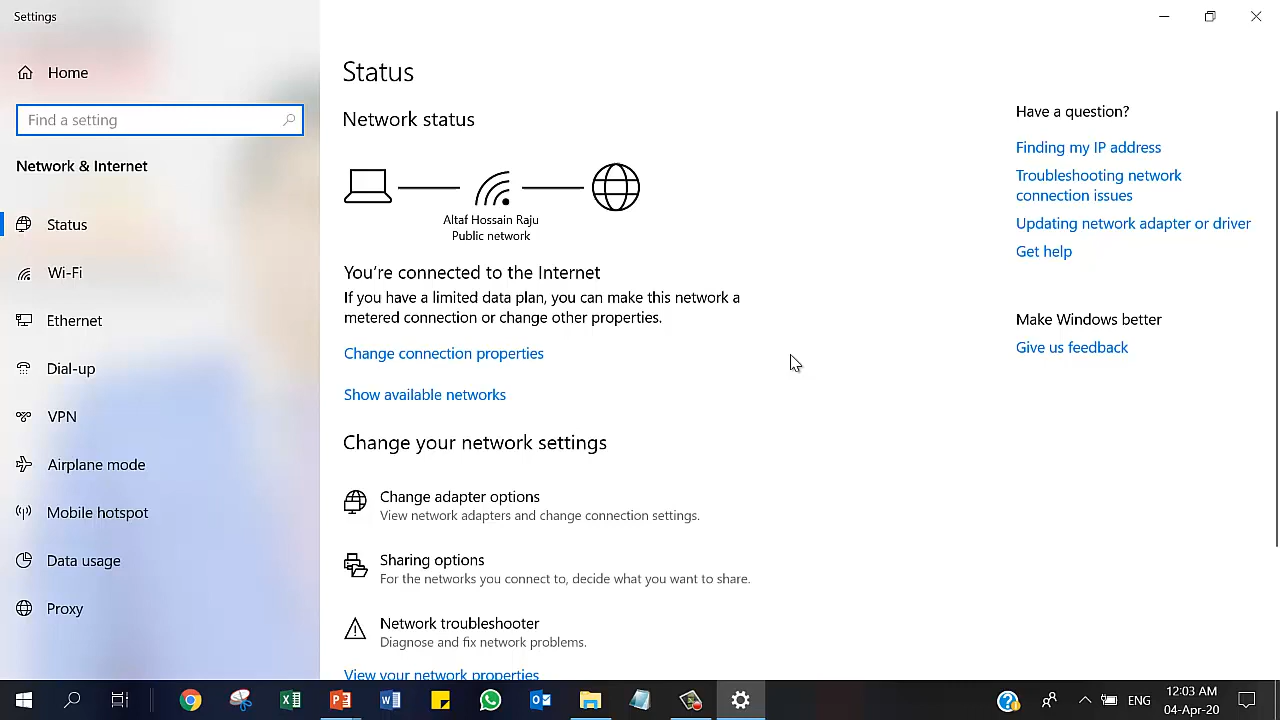 Settings
Home
Find a setting
Network & Internet
Status
Wi-Fi
Ethernet
Dial-up
VPN
Airplane mode
Mobile hotspot
Data usage
Proxy
Status
Network status
Altaf Hossain Raju
Public network
You're connected to the Internet
If you have a limited data plan, you can make this network a
metered connection or change other properties.
Change connection properties
Show available networks
Change your network settings
Change adapter options
View network adapters and change connection settings.
Sharing options
For the networks you connect to, decide what you want to share.
Network troubleshooter
Diagnose and fix network problems.
View your network properties
Have a question?
Finding my IP address
Troubleshooting network
connection issues
Updating network adapter or driver
Get help
Make Windows better
Give us feedback
ENG
12:03 AM
04-Apr-20